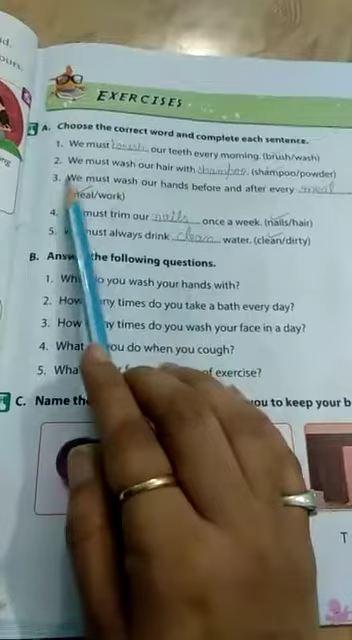 EXERCISES
A. Choose the correct word and complete each sentence.
1. We must brush our teeth every morning. (brush/wash)
2. We must wash our hair with shampoo. (shampoo/powder)
3. We must wash our hands before and after every meal
(meal/work)
4. must trim our nails once a week. (nails/hair)
5. must always drink clean water. (clean/dirty)
B. the following questions.
1. do you wash your hands with?
2. How times do you take a bath every day?
3. How times do you wash your face in a day?
4. What you do when you cough?
5. of exercise?
C. Name the you to keep your